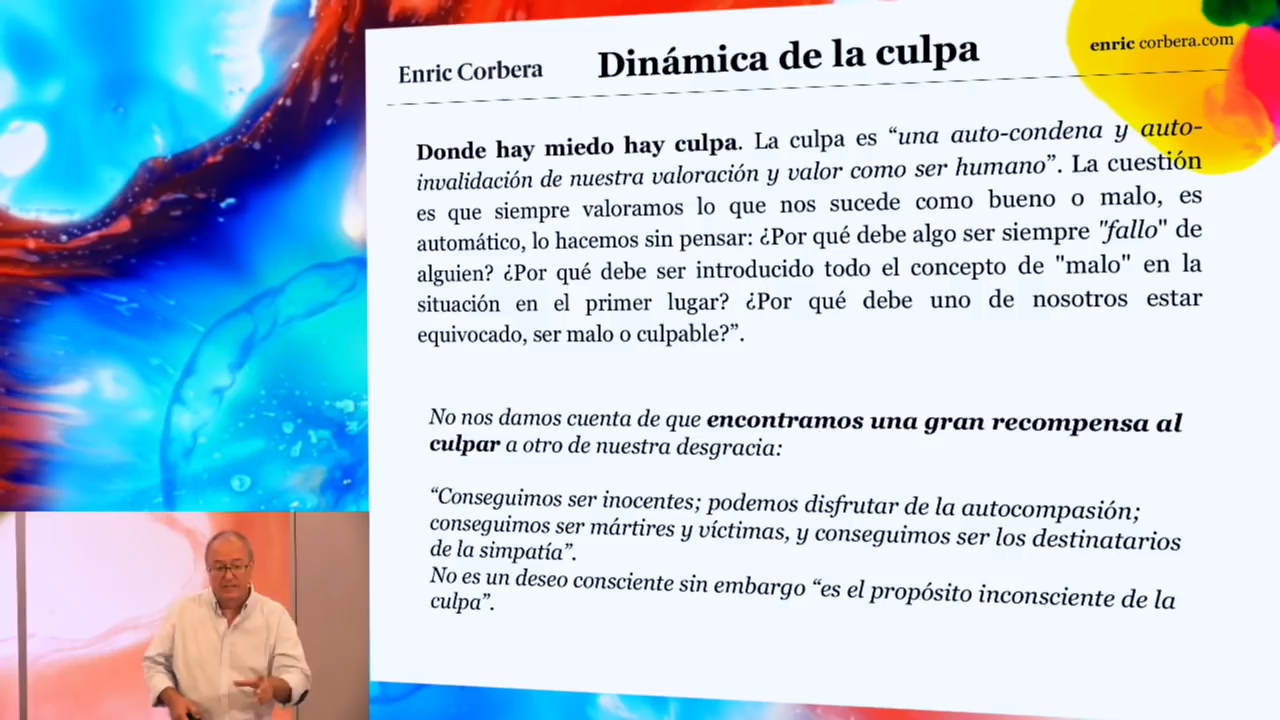 Enric Corbera
Dinámica de la culpa
enric corbera.com
Donde hay miedo hay culpa. La culpa es “una auto-condena y auto-
invalidación de nuestra valoración y valor como ser humano”. La cuestión
es que siempre valoramos lo que nos sucede como bueno o malo, es
automático, lo hacemos sin pensar: ¿Por qué debe algo ser siempre "fallo" de
alguien? ¿Por qué debe ser introducido todo el concepto de "malo" en la
situación en el primer lugar? ¿Por qué debe uno de nosotros estar
equivocado, ser malo o culpable?”.
No nos damos cuenta de que encontramos una gran recompensa al
culpar a otro de nuestra desgracia:
“Conseguimos ser inocentes; podemos disfrutar de la autocompasión;
conseguimos ser mártires y víctimas, y conseguimos ser los destinatarios
de la simpatía”.
No es un deseo consciente sin embargo “es el propósito inconsciente de la
culpa”.